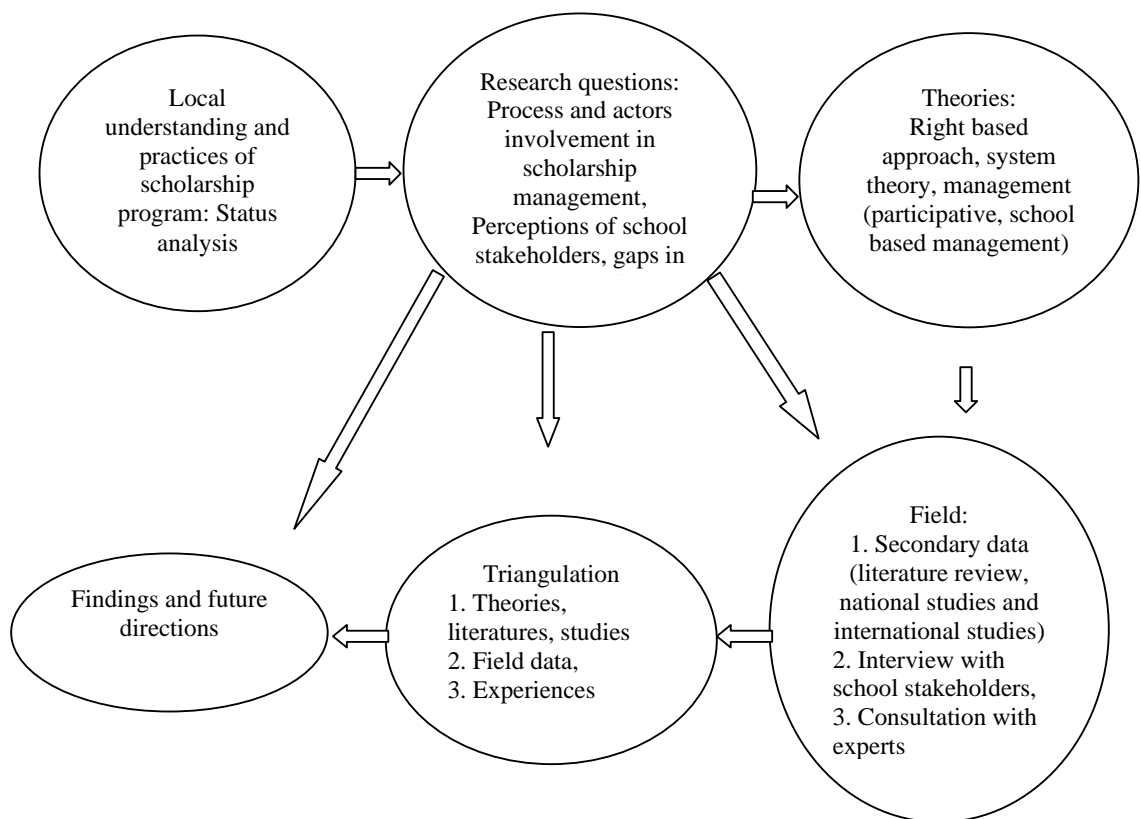 Local
understanding and
practices of
scholarship
program: Status
analysis
Research questions:
Process and actors
involvement in
scholarship
management,
Perceptions of school
stakeholders, gaps in
Theories:
Right based
approach, system
theory, management
(participative, school
based management)
Findings and future
directions
Triangulation
1. Theories,
literatures, studies
2. Field data,
3. Experiences
Field:
1. Secondary data
(literature review,
national studies and
international studies)
2. Interview with
school stakeholders,
3. Consultation with
experts